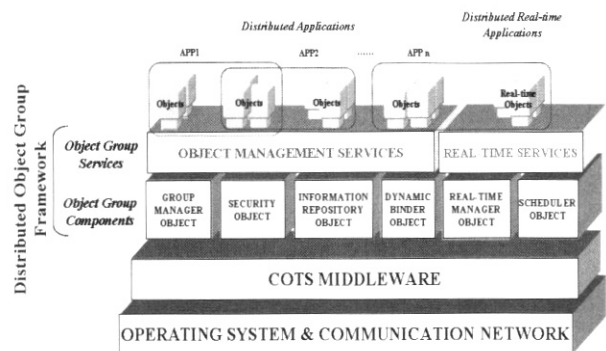 Distributed Applications
Distributed Real-time
Applications
APP1
APP2
......
APP n
Objects
Objects
Objects
Objects
Real-time
Objects
Distributed Object Group
Framework
Object Group
Services
OBJECT MANAGEMENT SERVICES
REAL TIME SERVICES
Object Group
Components
GROUP
MANAGER
OBJECT
SECURITY
OBJECT
INFORMATION
REPOSITORY
OBJECT
DYNAMIC
BINDER
OBJECT
REAL-TIME
MANAGER
OBJECT
SCHEDULER
OBJECT
COTS MIDDLEWARE
OPERATING SYSTEM & COMMUNICATION NETWORK